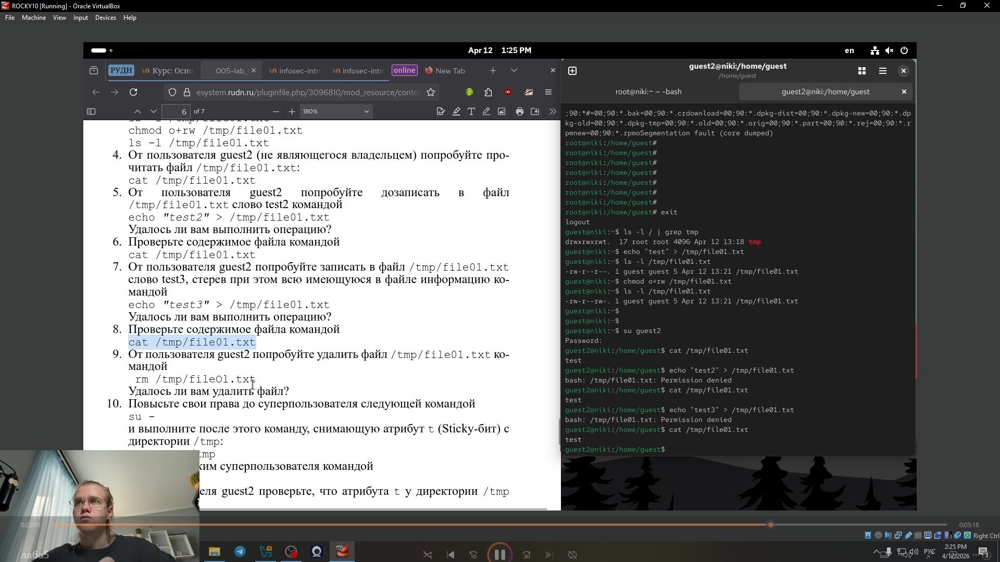 ROCKY10 [Running] - Oracle VirtualBox
File Machine View Input Devices Help
Apr 12 1:25 PM
en
РУДН
Курс: Осно
005-lab_
infosec-intr
infosec-intr
online
New Tab
esystem.rudn.ru/pluginfile.php/3096810/mod_resource/conten
6 of 7
180%
chmod o+rw /tmp/file01.txt
ls -l /tmp/file01.txt
4. От пользователя guest2 (не являющегося владельцем) попробуйте про-
читать файл /tmp/file01.txt:
cat /tmp/file01.txt
5. От пользователя guest2 попробуйте дозаписать в файл
/tmp/file01.txt слово test2 командой
echo "test2" > /tmp/file01.txt
Удалось ли вам выполнить операцию?
6. Проверьте содержимое файла командой
cat /tmp/file01.txt
7. От пользователя guest2 попробуйте записать в файл /tmp/file01.txt
слово test3, стерев при этом всю имеющуюся в файле информацию ко-
мандой
echo "test3" > /tmp/file01.txt
Удалось ли вам выполнить операцию?
8. Проверьте содержимое файла командой
cat /tmp/file01.txt
9. От пользователя guest2 попробуйте удалить файл /tmp/file01.txt ко-
мандой
rm /tmp/fileOl.txt
Удалось ли вам удалить файл?
10. Повысьте свои права до суперпользователя следующей командой
su -
и выполните после этого команду, снимающую атрибут t (Sticky-бит) с
директории /tmp:
tmp
ким суперпользователя командой
еля guest2 проверьте, что атрибута t у директории /tmp
guest2@niki:/home/guest
/home/guest
root@niki:~ — -bash
guest2@niki:/home/guest
;90:*#=00;90:*.bak=00;90:*.crdownload=00;90:*.dpkg-dist=00;90:*.dpkg-new=00;90:*.dp
kg-old=00;90:*.dpkg-tmp=00;90:*.old=00;90:*.orig=00;90:*.part=00;90:*.rej=00;90:*.r
pmnew=00;90:*.rpmoSegmentation fault (core dumped)
root@niki:/home/guest#
root@niki:/home/guest#
root@niki:/home/guest#
root@niki:/home/guest#
root@niki:/home/guest#
root@niki:/home/guest#
root@niki:/home/guest#
root@niki:/home/guest# exit
logout
guest@niki:~$ ls -l / | grep tmp
drwxrwxrwt. 17 root root 4096 Apr 12 13:18 tmp
guest@niki:~$ echo "test" > /tmp/file01.txt
guest@niki:~$ ls -l /tmp/file01.txt
-rw-r--r--. 1 guest guest 5 Apr 12 13:21 /tmp/file01.txt
guest@niki:~$ chmod o+rw /tmp/file01.txt
guest@niki:~$ ls -l /tmp/file01.txt
-rw-r--rw-. 1 guest guest 5 Apr 12 13:21 /tmp/file01.txt
guest@niki:~$
guest@niki:~$
guest@niki:~$ su guest2
Password:
guest2@niki:/home/guest$ cat /tmp/file01.txt
test
guest2@niki:/home/guest$ echo "test2" > /tmp/file01.txt
bash: /tmp/file01.txt: Permission denied
guest2@niki:/home/guest$ cat /tmp/file01.txt
test
guest2@niki:/home/guest$ echo "test3" > /tmp/file01.txt
bash: /tmp/file01.txt: Permission denied
guest2@niki:/home/guest$ cat /tmp/file01.txt
test
guest2@niki:/home/guest$
0:22:01
0:05:18
Right Ctrl
лаба5
10
30
РУС
2:25 PM
4/12/2026
3